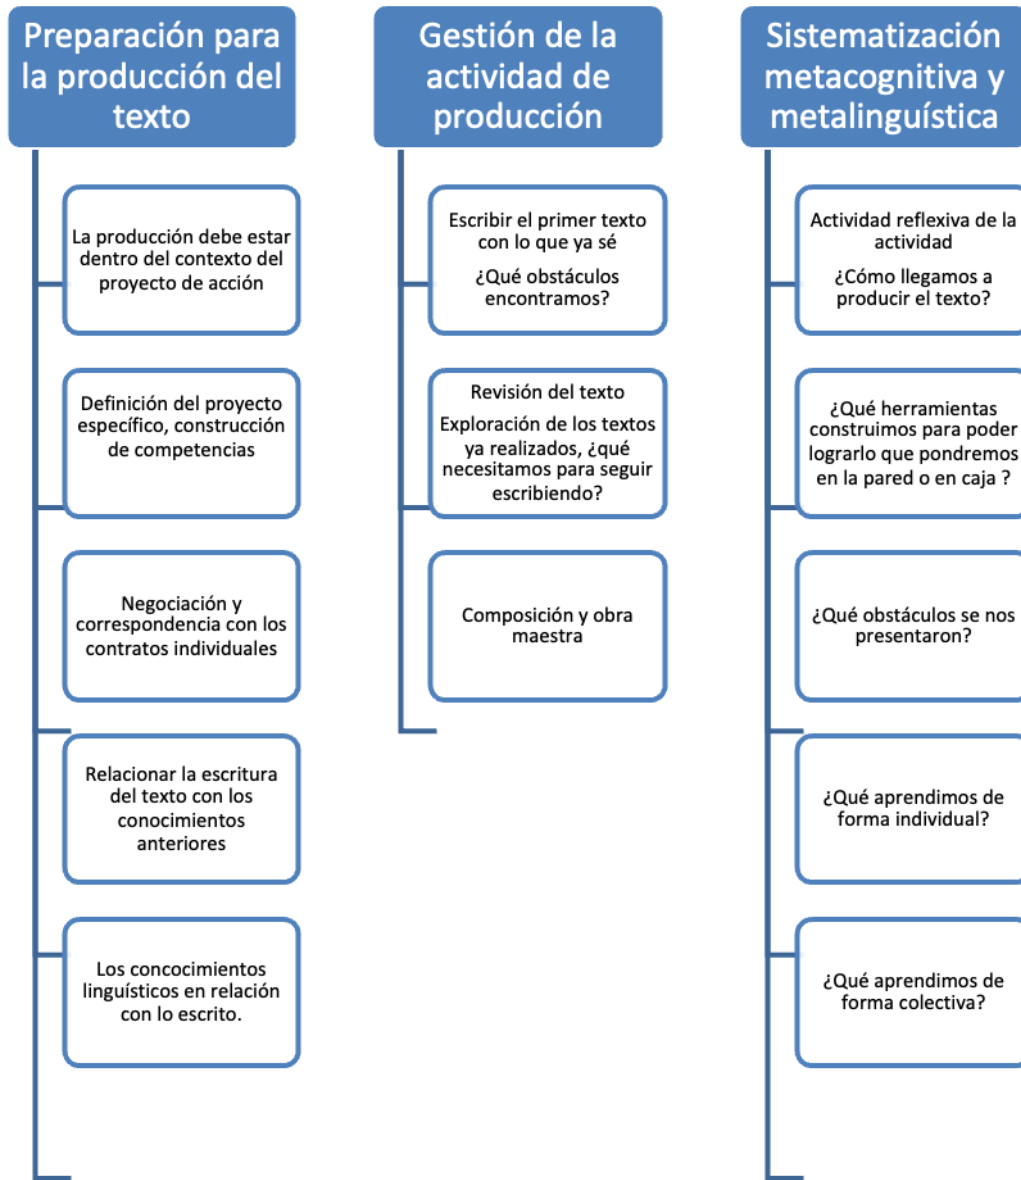 Preparación para
la producción del
texto
La producción debe estar
dentro del contexto del
proyecto de acción
Definición del proyecto
específico, construcción
de competencias
Negociación y
correspondencia con los
contratos individuales
Relacionar la escritura
del texto con los
conocimientos
anteriores
Los concocimientos
linguísticos en relación
con lo escrito.
Gestión de la
actividad de
producción
Escribir el primer texto
con lo que ya sé
¿Qué obstáculos
encontramos?
Revisión del texto
Exploración de los textos
ya realizados, ¿qué
necesitamos para seguir
escribiendo?
Composición y obra
maestra
Sistematización
metacognitiva y
metalinguística
Actividad reflexiva de la
actividad
¿Cómo llegamos a
producir el texto?
¿Qué herramientas
construimos para poder
lograrlo que pondremos
en la pared o en caja ?
¿Qué obstáculos se nos
presentaron?
¿Qué aprendimos de
forma individual?
¿Qué aprendimos de
forma colectiva?